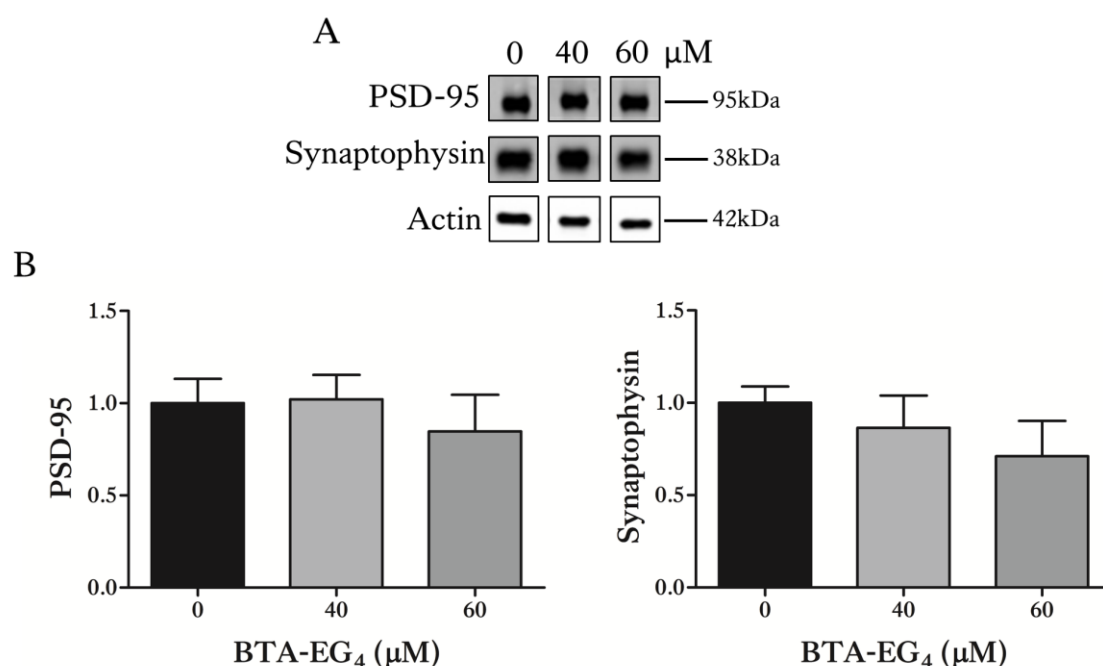 A
0 40 60 μM
PSD-95 95kDa
Synaptophysin 38kDa
Actin 42kDa
B
1.5
1.0
0.5
0.0
PSD-95
0 40 60
BTA-EG₄ (μM)
1.5
1.0
0.5
0.0
Synaptophysin
0 40 60
BTA-EG₄ (μM)